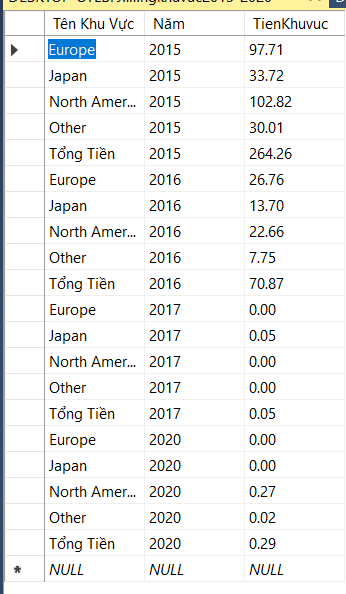 Tên Khu Vực Năm TienKhuvuc
Europe 2015 97.71
Japan 2015 33.72
North Amer... 2015 102.82
Other 2015 30.01
Tổng Tiền 2015 264.26
Europe 2016 26.76
Japan 2016 13.70
North Amer... 2016 22.66
Other 2016 7.75
Tổng Tiền 2016 70.87
Europe 2017 0.00
Japan 2017 0.05
North Amer... 2017 0.00
Other 2017 0.00
Tổng Tiền 2017 0.05
Europe 2020 0.00
Japan 2020 0.00
North Amer... 2020 0.27
Other 2020 0.02
Tổng Tiền 2020 0.29
NULL NULL NULL